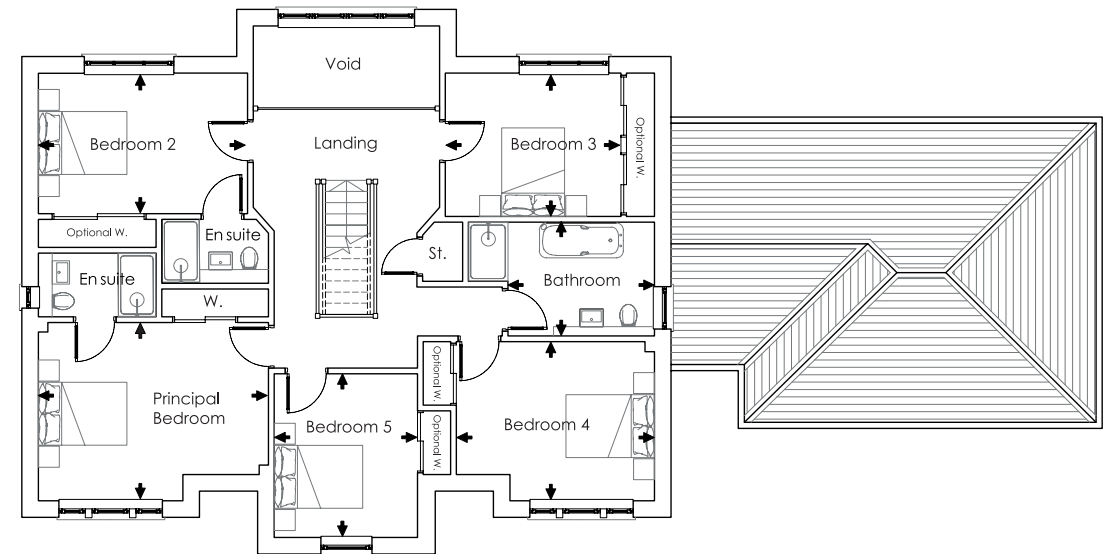 Void
Bedroom 2
Landing
Bedroom 3
Optional W.
Optional W.
En suite
St.
En suite
Bathroom
W.
Principal
Bedroom
Bedroom 5
Optional W.
Optional W.
Bedroom 4